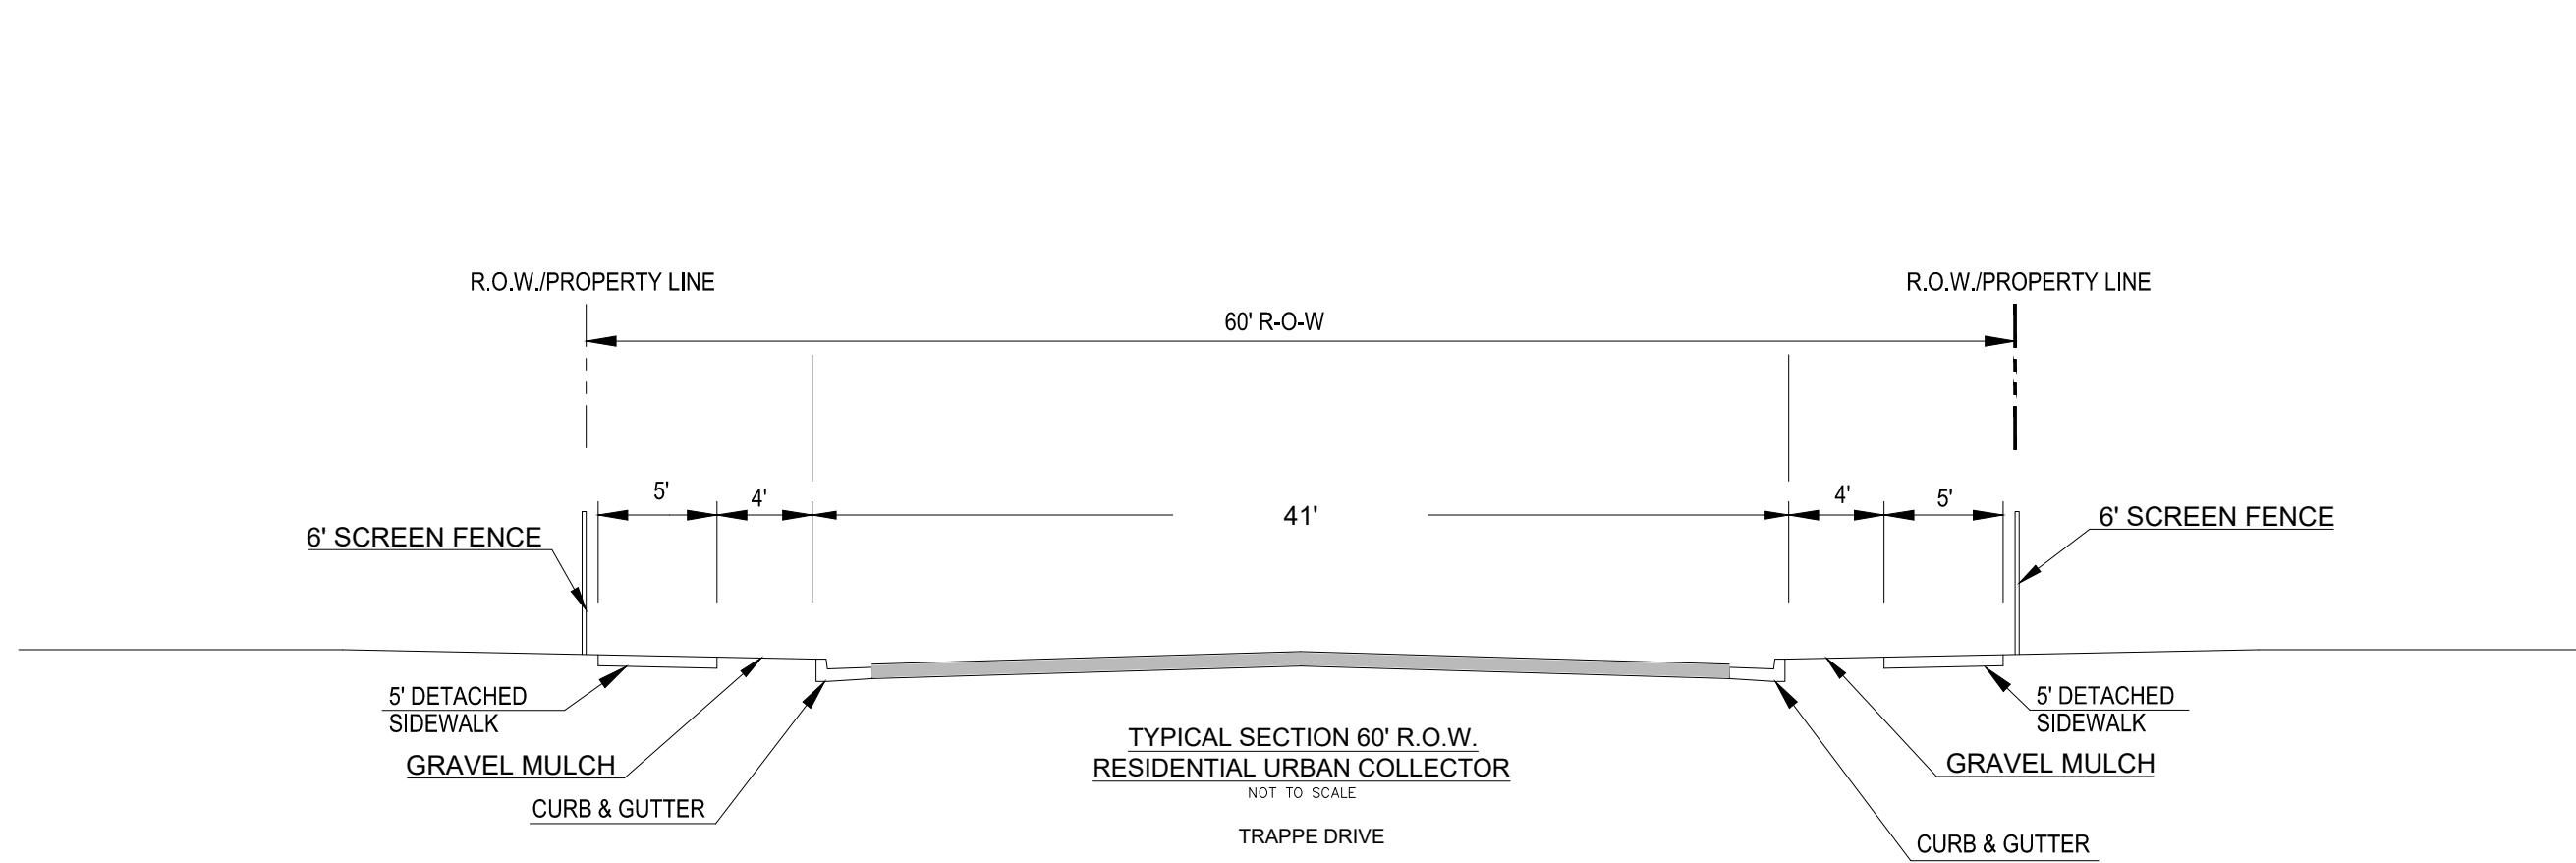 R.O.W./PROPERTY LINE
R.O.W./PROPERTY LINE
60' R-O-W
5'
4'
41'
4'
5'
6' SCREEN FENCE
6' SCREEN FENCE
5' DETACHED
SIDEWALK
GRAVEL MULCH
CURB & GUTTER
TYPICAL SECTION 60' R.O.W.
RESIDENTIAL URBAN COLLECTOR
NOT TO SCALE
TRAPPE DRIVE
5' DETACHED
SIDEWALK
GRAVEL MULCH
CURB & GUTTER